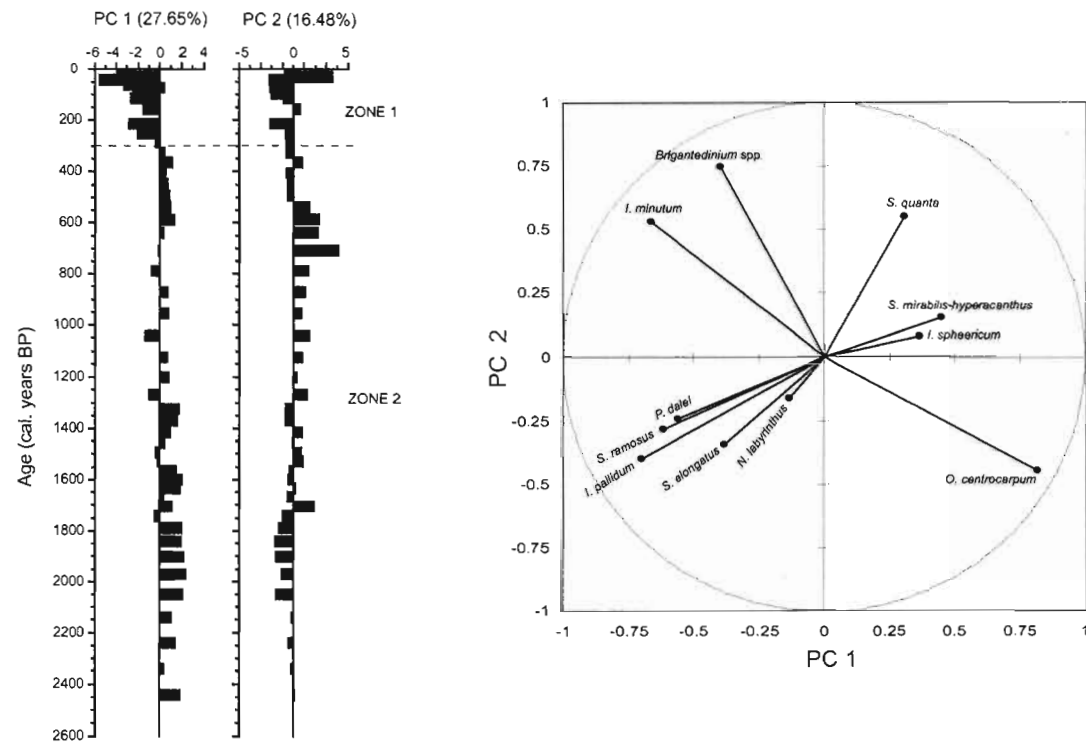 PC 1 (27.65%)
PC 2 (16.48%)
-6 -4 -2 0 2 4
-5 0 5
0
200
400
600
800
1000
1200
1400
1600
1800
2000
2200
2400
2600
Age (cal. years BP)
ZONE 1
ZONE 2
1
0.75
0.5
0.25
0
-0.25
-0.5
-0.75
-1
PC 2
Brigantedinium spp.
I. minutum
S. quanta
S. mirabilis-hyperacanthus
I. sphaericum
P. dalei
S. ramosus
I. pallidum
S. elongatus
N. labyrinthus
O. centrocarpum
-1 -0.75 -0.5 -0.25 0 0.25 0.5 0.75 1
PC 1